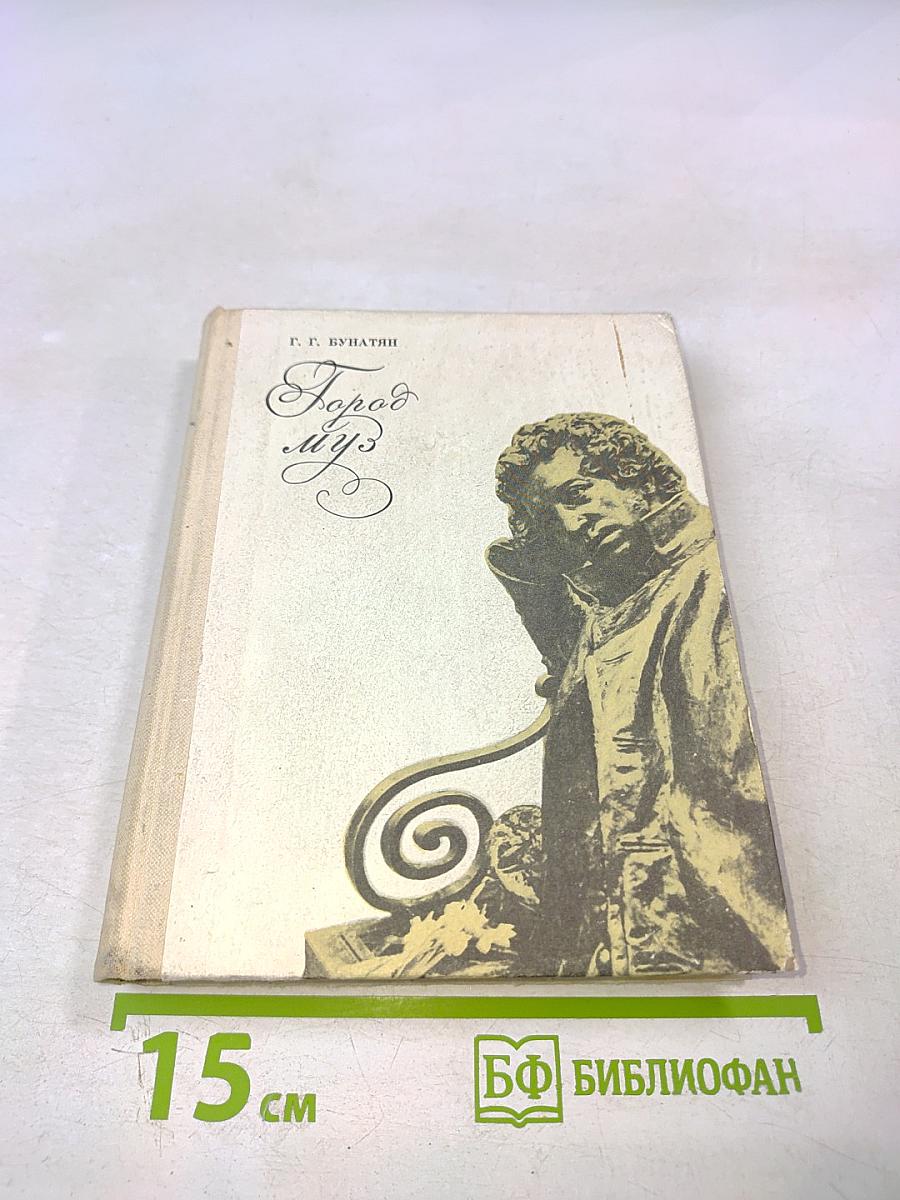 Г. Г. БУНАТЯН
Город
муз
15 см
БФ БИБЛИОФАН